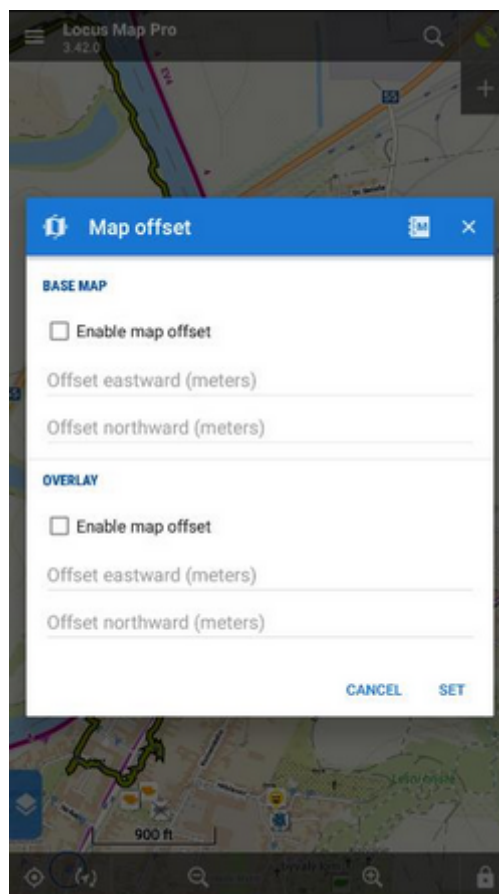 Locus Map Pro
3.42.0
EV4
55
Map offset
M
BASE MAP
Enable map offset
Offset eastward (meters)
Offset northward (meters)
OVERLAY
Enable map offset
Offset eastward (meters)
Offset northward (meters)
CANCEL
SET
900 ft